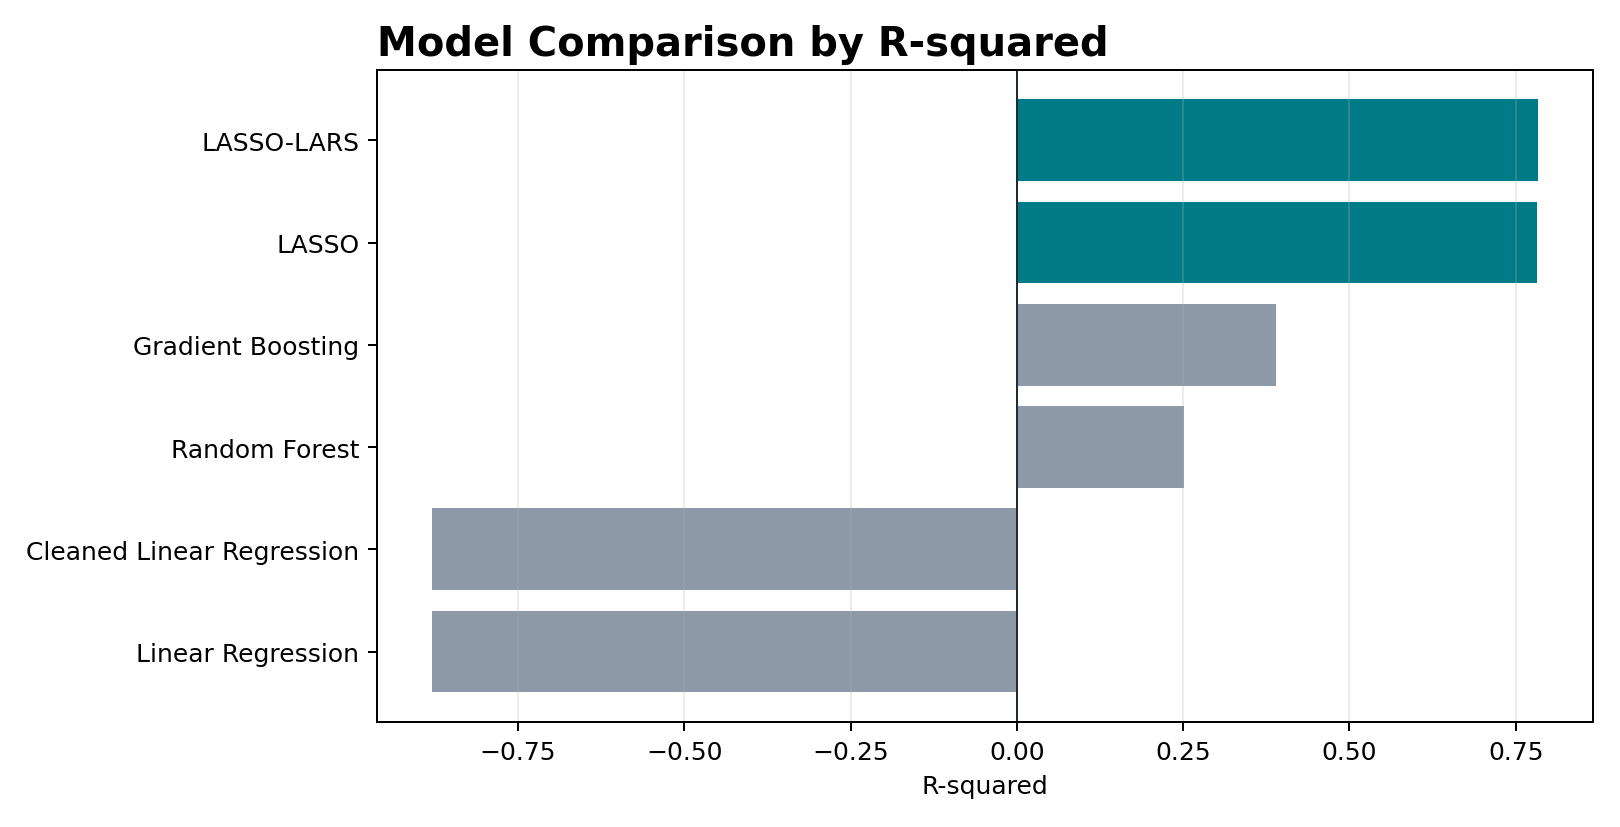 Model Comparison by R-squared
LASSO-LARS
LASSO
Gradient Boosting
Random Forest
Cleaned Linear Regression
Linear Regression
−0.75 −0.50 −0.25 0.00 0.25 0.50 0.75
R-squared